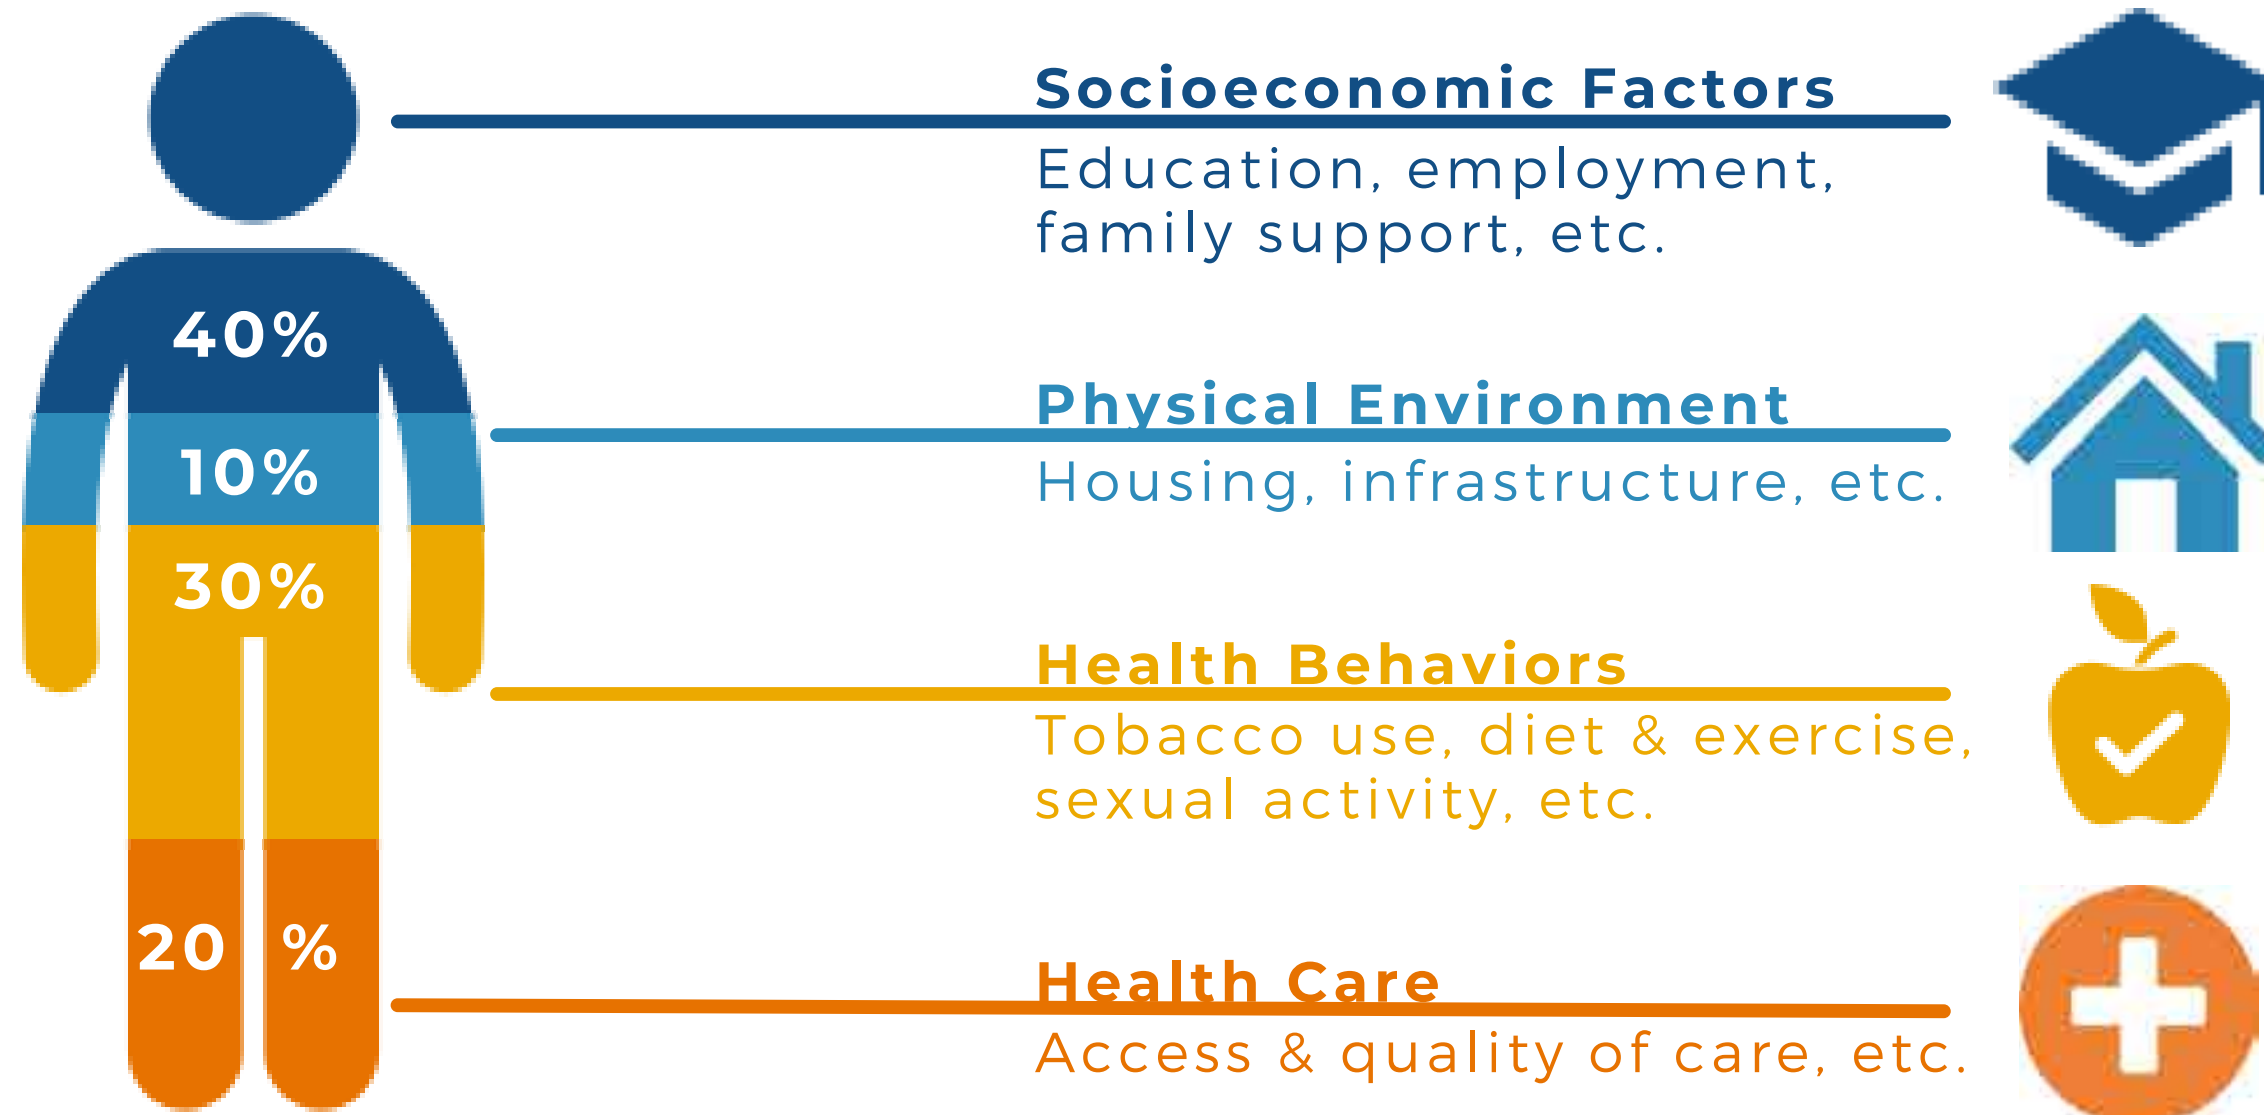 Socioeconomic Factors
Education, employment,
family support, etc.
40%
Physical Environment
10%
Housing, infrastructure, etc.
30%
Health Behaviors
Tobacco use, diet & exercise,
sexual activity, etc.
20 %
Health Care
Access & quality of care, etc.